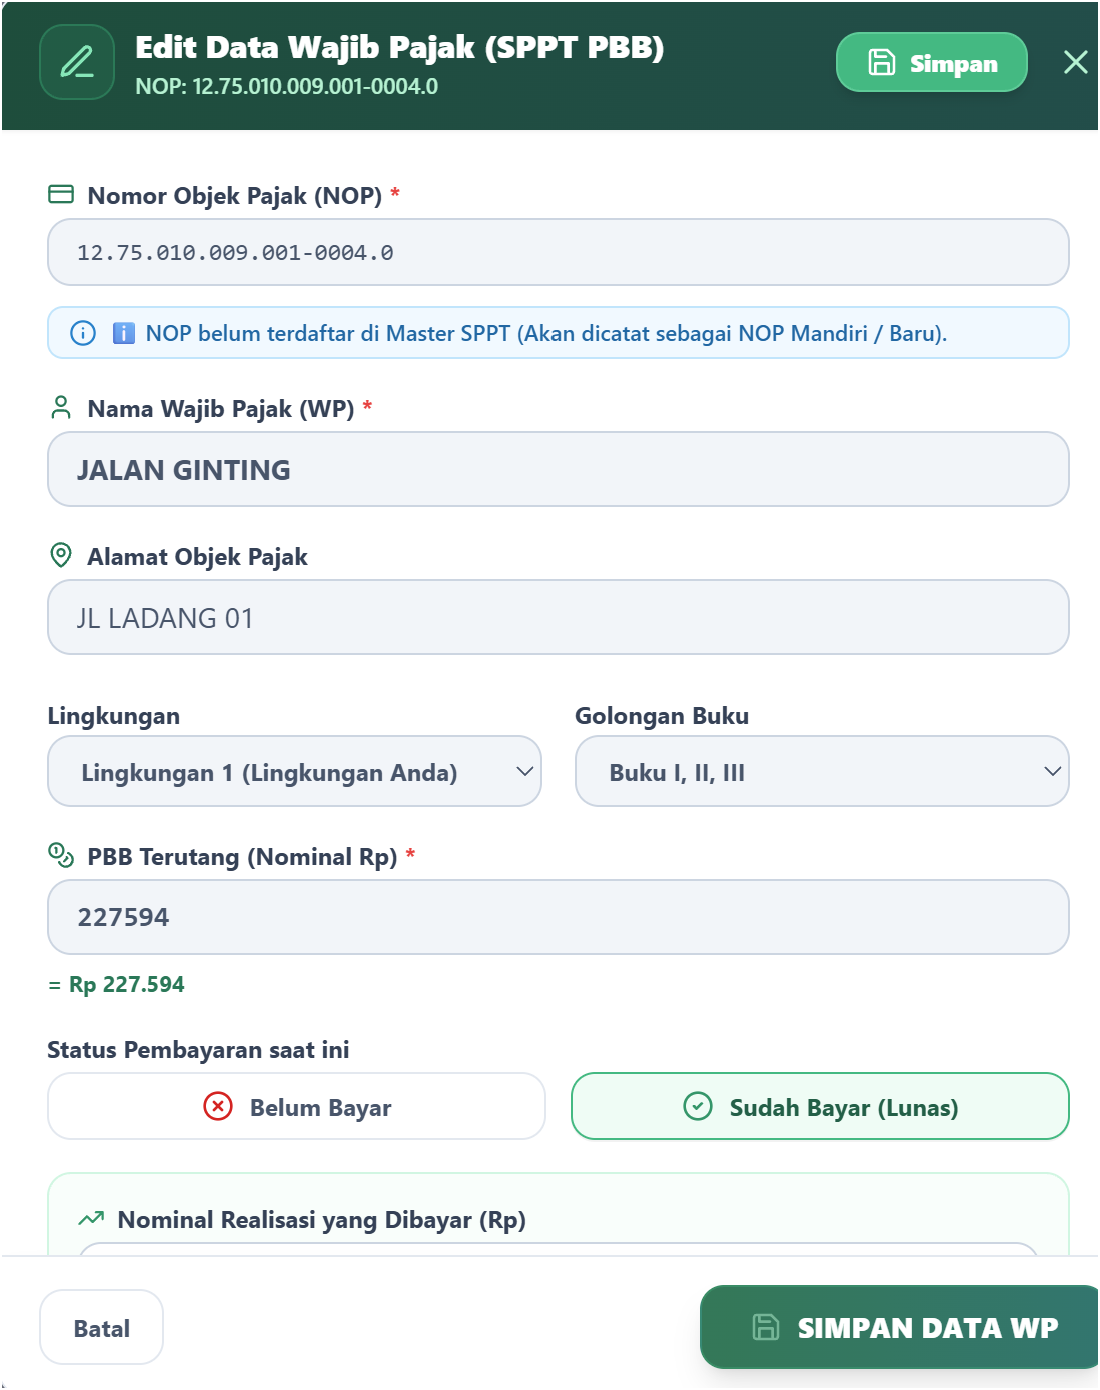 Edit Data Wajib Pajak (SPPT PBB)
NOP: 12.75.010.009.001-0004.0
Simpan
Nomor Objek Pajak (NOP) *
12.75.010.009.001-0004.0
NOP belum terdaftar di Master SPPT (Akan dicatat sebagai NOP Mandiri / Baru).
Nama Wajib Pajak (WP) *
JALAN GINTING
Alamat Objek Pajak
JL LADANG 01
Lingkungan
Golongan Buku
Lingkungan 1 (Lingkungan Anda)
Buku I, II, III
PBB Terutang (Nominal Rp) *
227594
= Rp 227.594
Status Pembayaran saat ini
Belum Bayar
Sudah Bayar (Lunas)
Nominal Realisasi yang Dibayar (Rp)
Batal
SIMPAN DATA WP